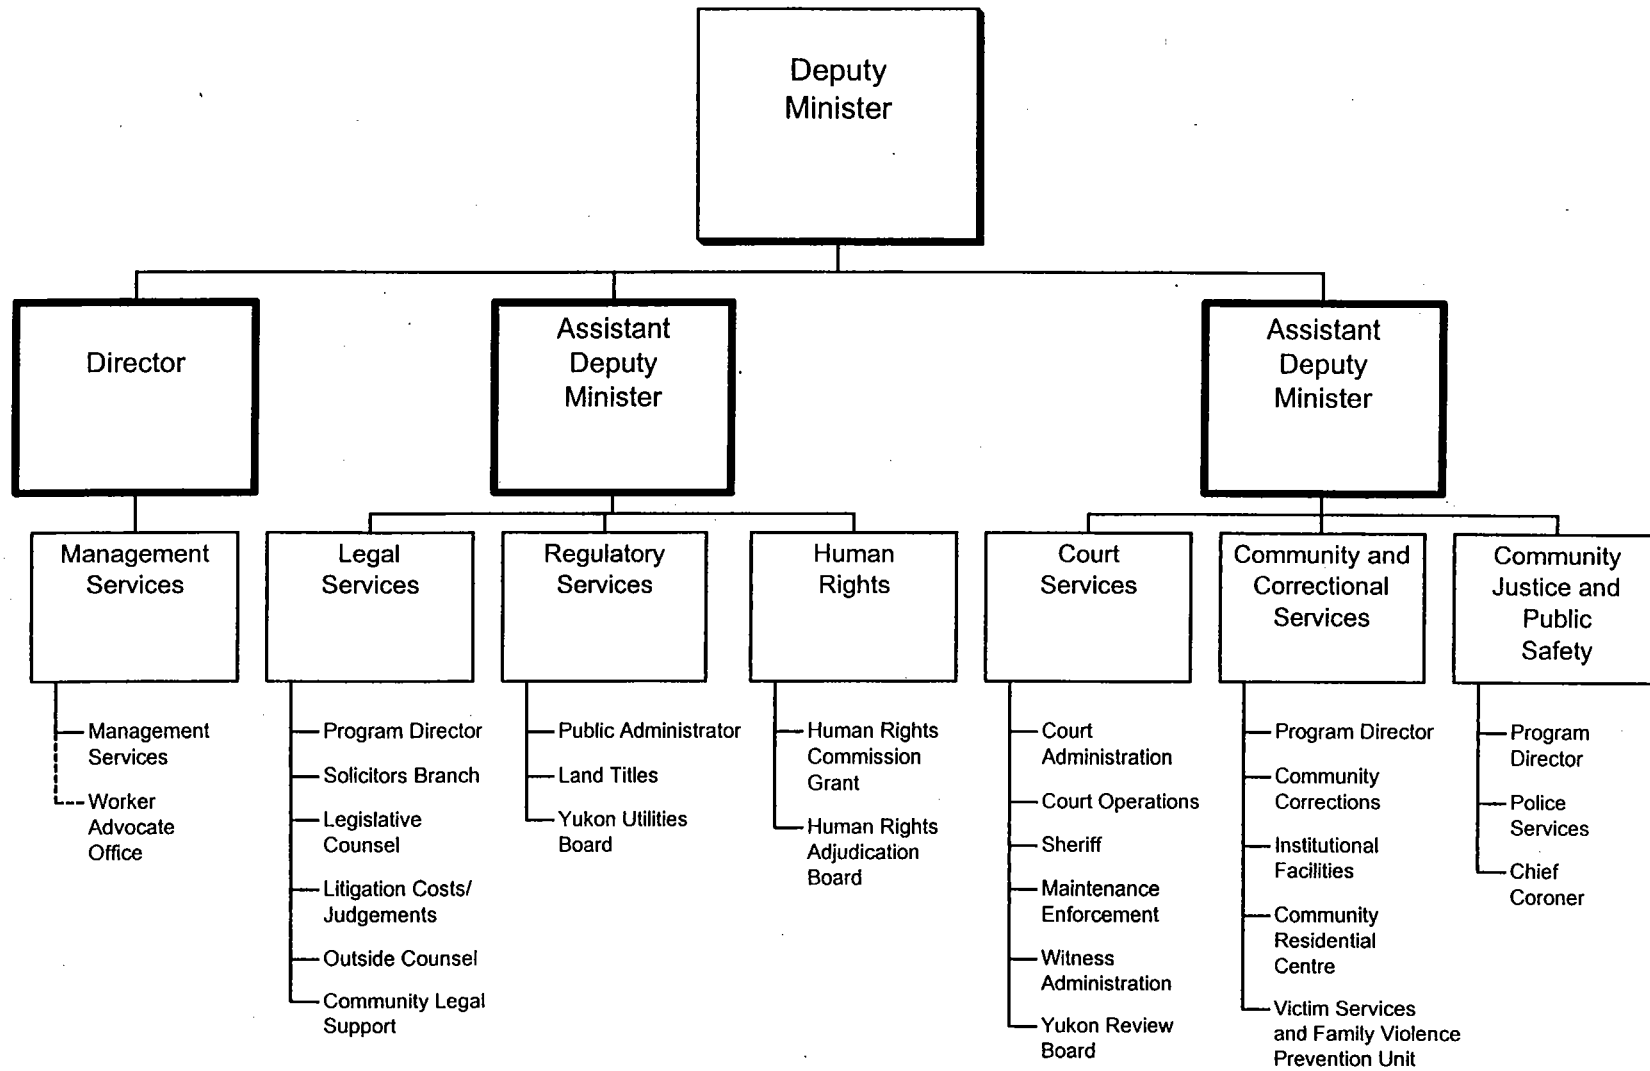 Deputy
Minister
Director
Assistant
Deputy
Minister
Assistant
Deputy
Minister
Management
Services
Legal
Services
Regulatory
Services
Human
Rights
Court
Services
Community and
Correctional
Services
Community
Justice and
Public
Safety
Management
Services
Worker
Advocate
Office
Program Director
Solicitors Branch
Legislative
Counsel
Litigation Costs/
Judgements
Outside Counsel
Community Legal
Support
Public Administrator
Land Titles
Yukon Utilities
Board
Human Rights
Commission
Grant
Human Rights
Adjudication
Board
Court
Administration
Court Operations
Sheriff
Maintenance
Enforcement
Witness
Administration
Yukon Review
Board
Program Director
Community
Corrections
Institutional
Facilities
Community
Residential
Centre
Victim Services
and Family Violence
Prevention Unit
Program
Director
Police
Services
Chief
Coroner